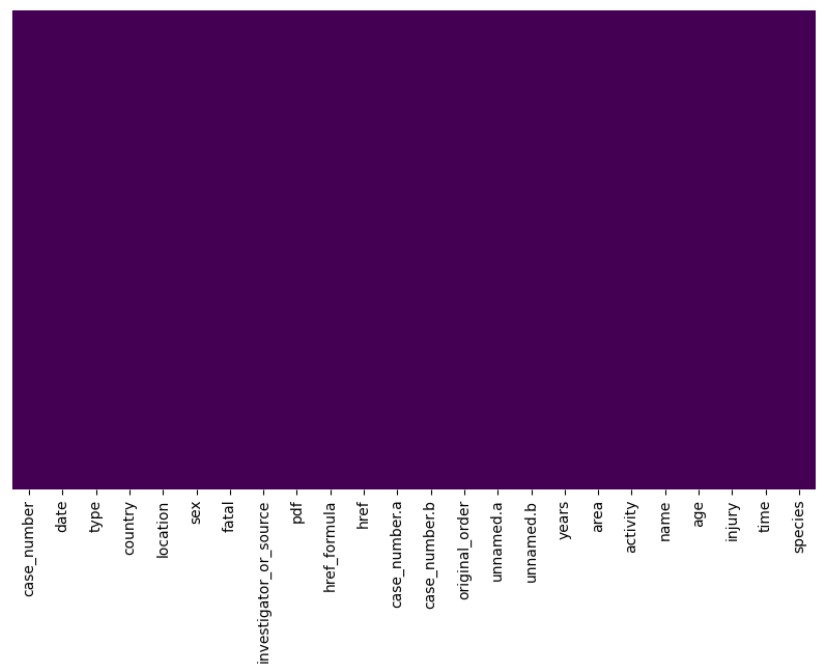 case_number
date
type
country
location
sex
fatal
investigator_or_source
pdf
href_formula
href
case_number.a
case_number.b
original_order
unnamed.a
unnamed.b
years
area
activity
name
age
injury
time
species